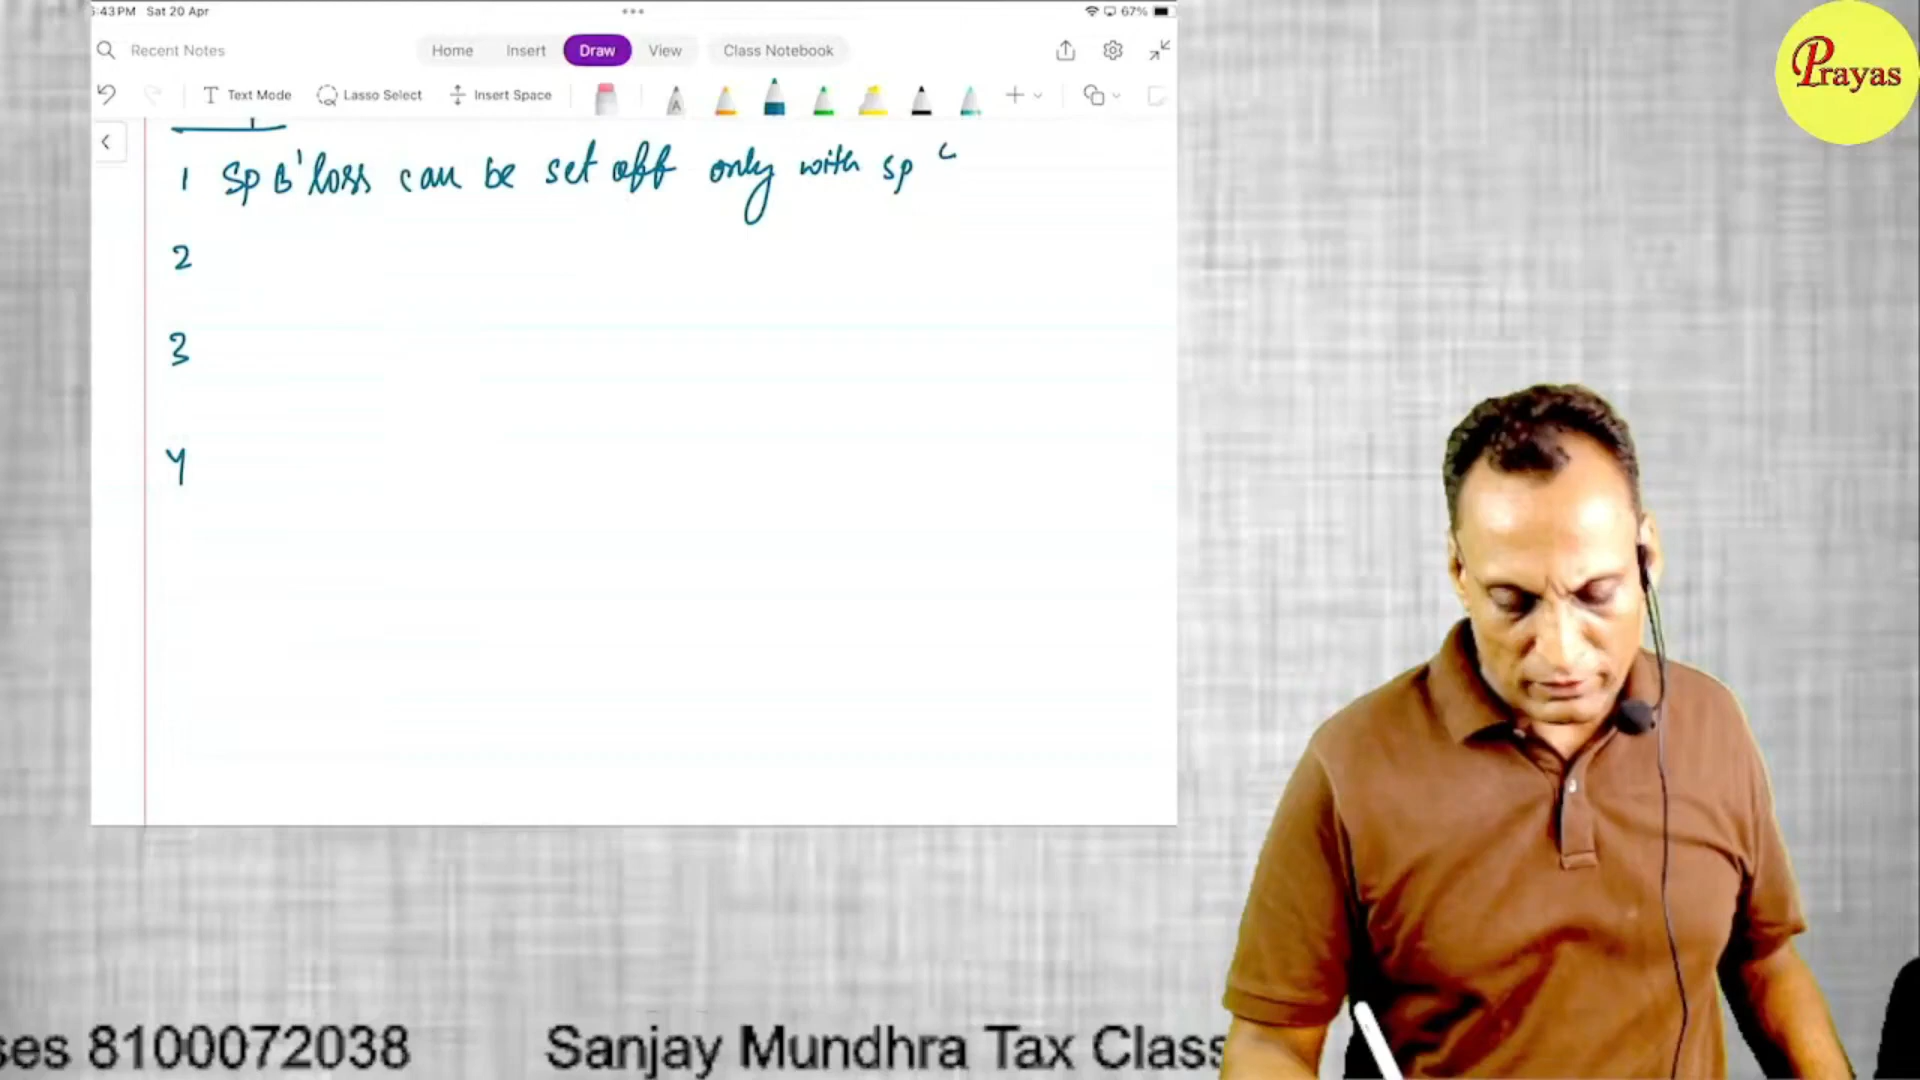 :43 PM Sat 20 Apr
67%
Prayas
Recent Notes
Home Insert Draw View Class Notebook
Text Mode Lasso Select Insert Space
1 Sp B' loss can be set off only with sp
2
3
4
ses 8100072038 Sanjay Mundhra Tax Class